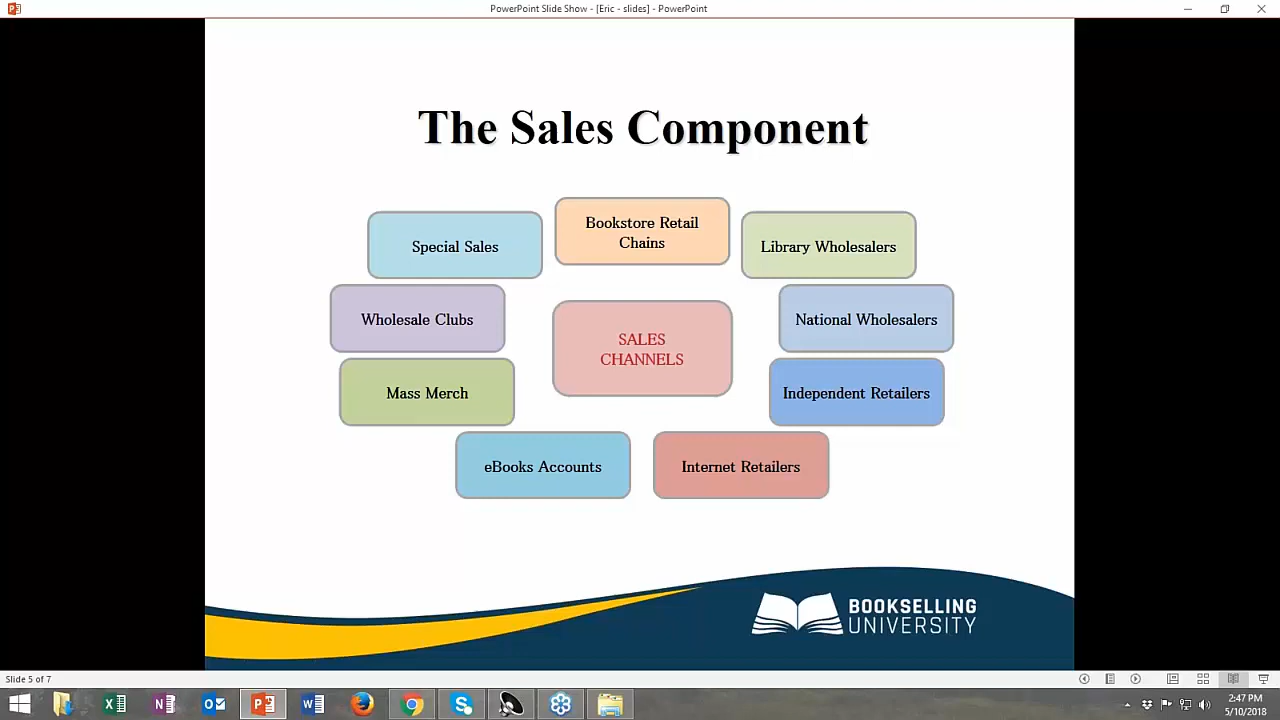 PowerPoint Slide Show - [Eric - slides] - PowerPoint
The Sales Component
Bookstore Retail
Chains
Special Sales
Library Wholesalers
Wholesale Clubs
National Wholesalers
SALES
CHANNELS
Mass Merch
Independent Retailers
eBooks Accounts
Internet Retailers
BOOKSELLING
UNIVERSITY
Slide 5 of 7
2:47 PM
5/10/2018